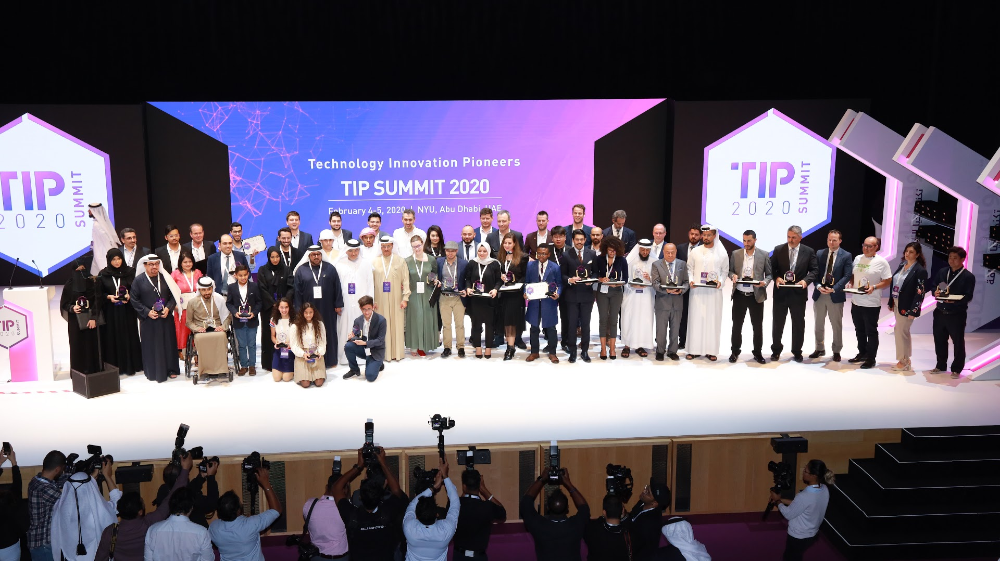 Technology Innovation Pioneers
TIP SUMMIT 2020
February 4-5, 2020 | NYU, Abu Dhabi, UAE
TIP
2020
SUMMIT
TIP
2020
SUMMIT
TIP
2020
SUMMIT